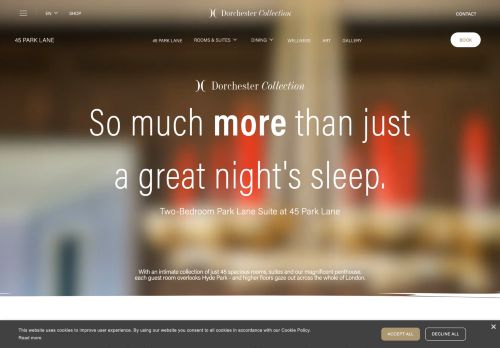 EN SHOP Dorchester Collection CONTACT
45 PARK LANE 45 PARK LANE ROOMS & SUITES DINING WELLNESS ART GALLERY BOOK
Dorchester Collection
So much more than just
a great night's sleep.
Two-Bedroom Park Lane Suite at 45 Park Lane
With an intimate collection of just 45 spacious rooms, suites and our magnificent penthouse,
each guest room overlooks Hyde Park - and higher floors gaze out across the whole of London.
This website uses cookies to improve user experience. By using our website you consent to all cookies in accordance with our Cookie Policy.
Read more
ACCEPT ALL DECLINE ALL